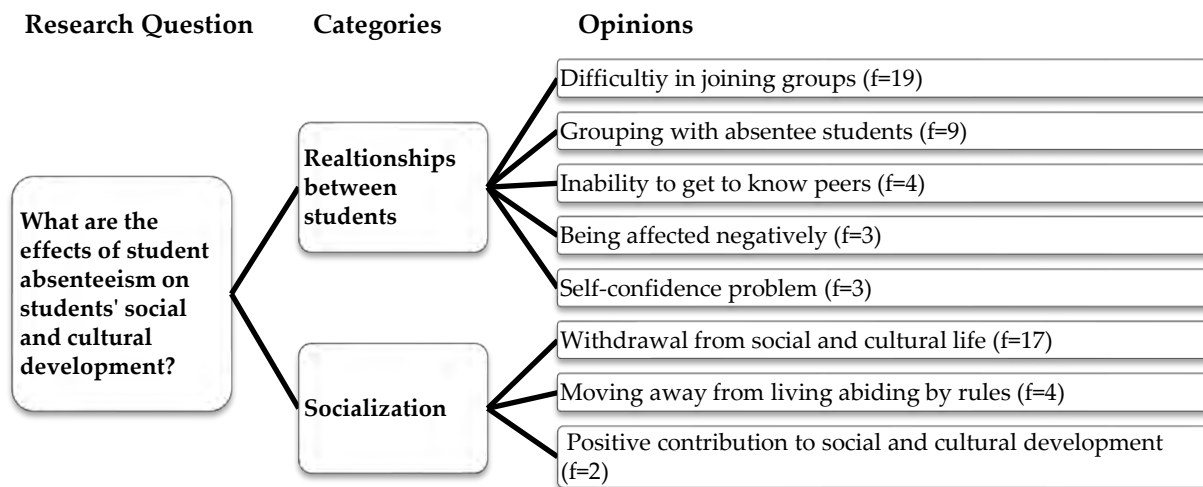 Research Question Categories Opinions
What are the
effects of student
absenteeism on
students' social
and cultural
development?
Realtionships
between
students
Difficultiy in joining groups (f=19)
Grouping with absentee students (f=9)
Inability to get to know peers (f=4)
Being affected negatively (f=3)
Self-confidence problem (f=3)
Socialization
Withdrawal from social and cultural life (f=17)
Moving away from living abiding by rules (f=4)
Positive contribution to social and cultural development
(f=2)